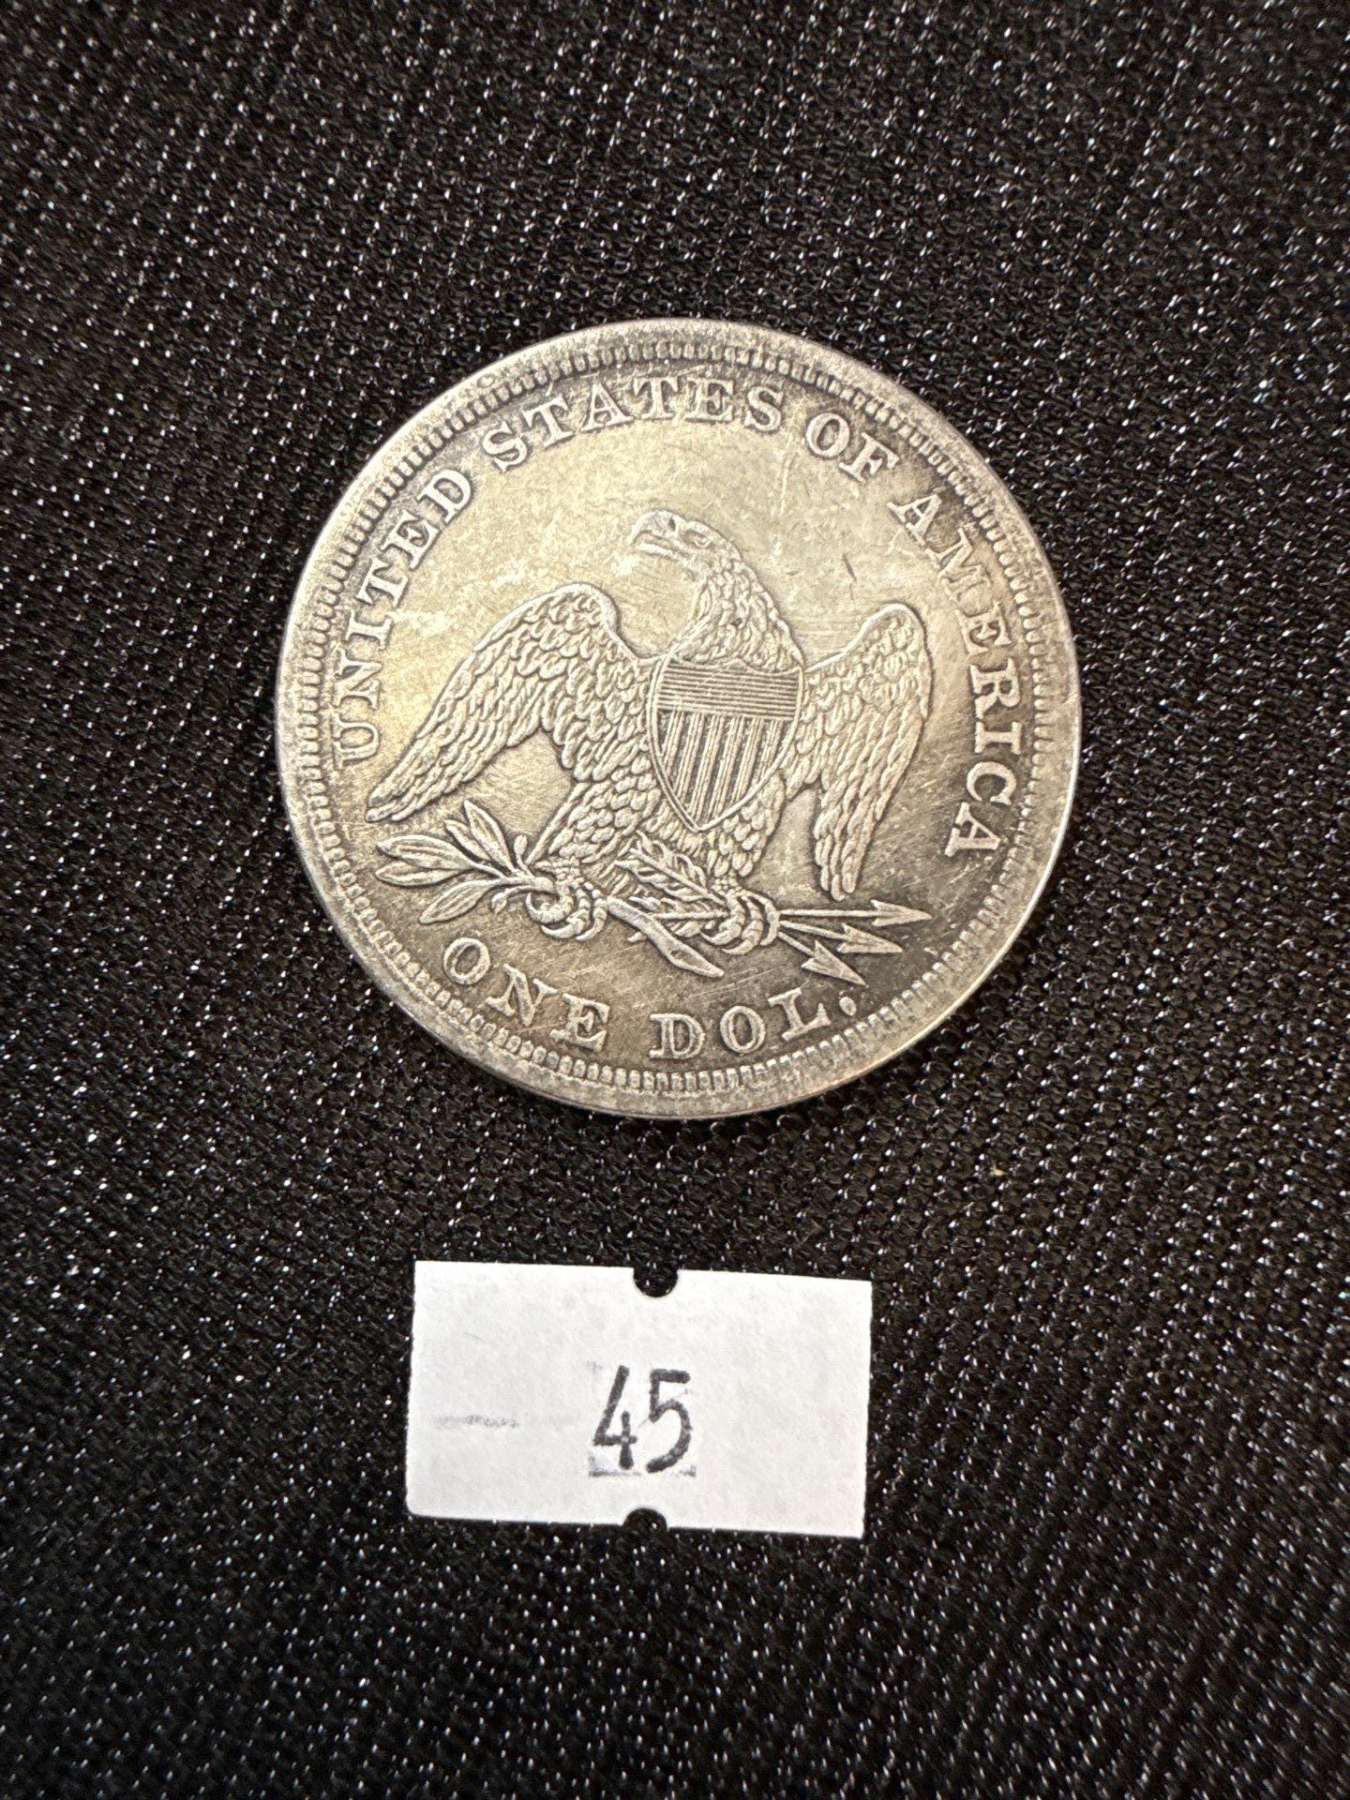 UNITED STATES OF AMERICA
ONE DOL.
45